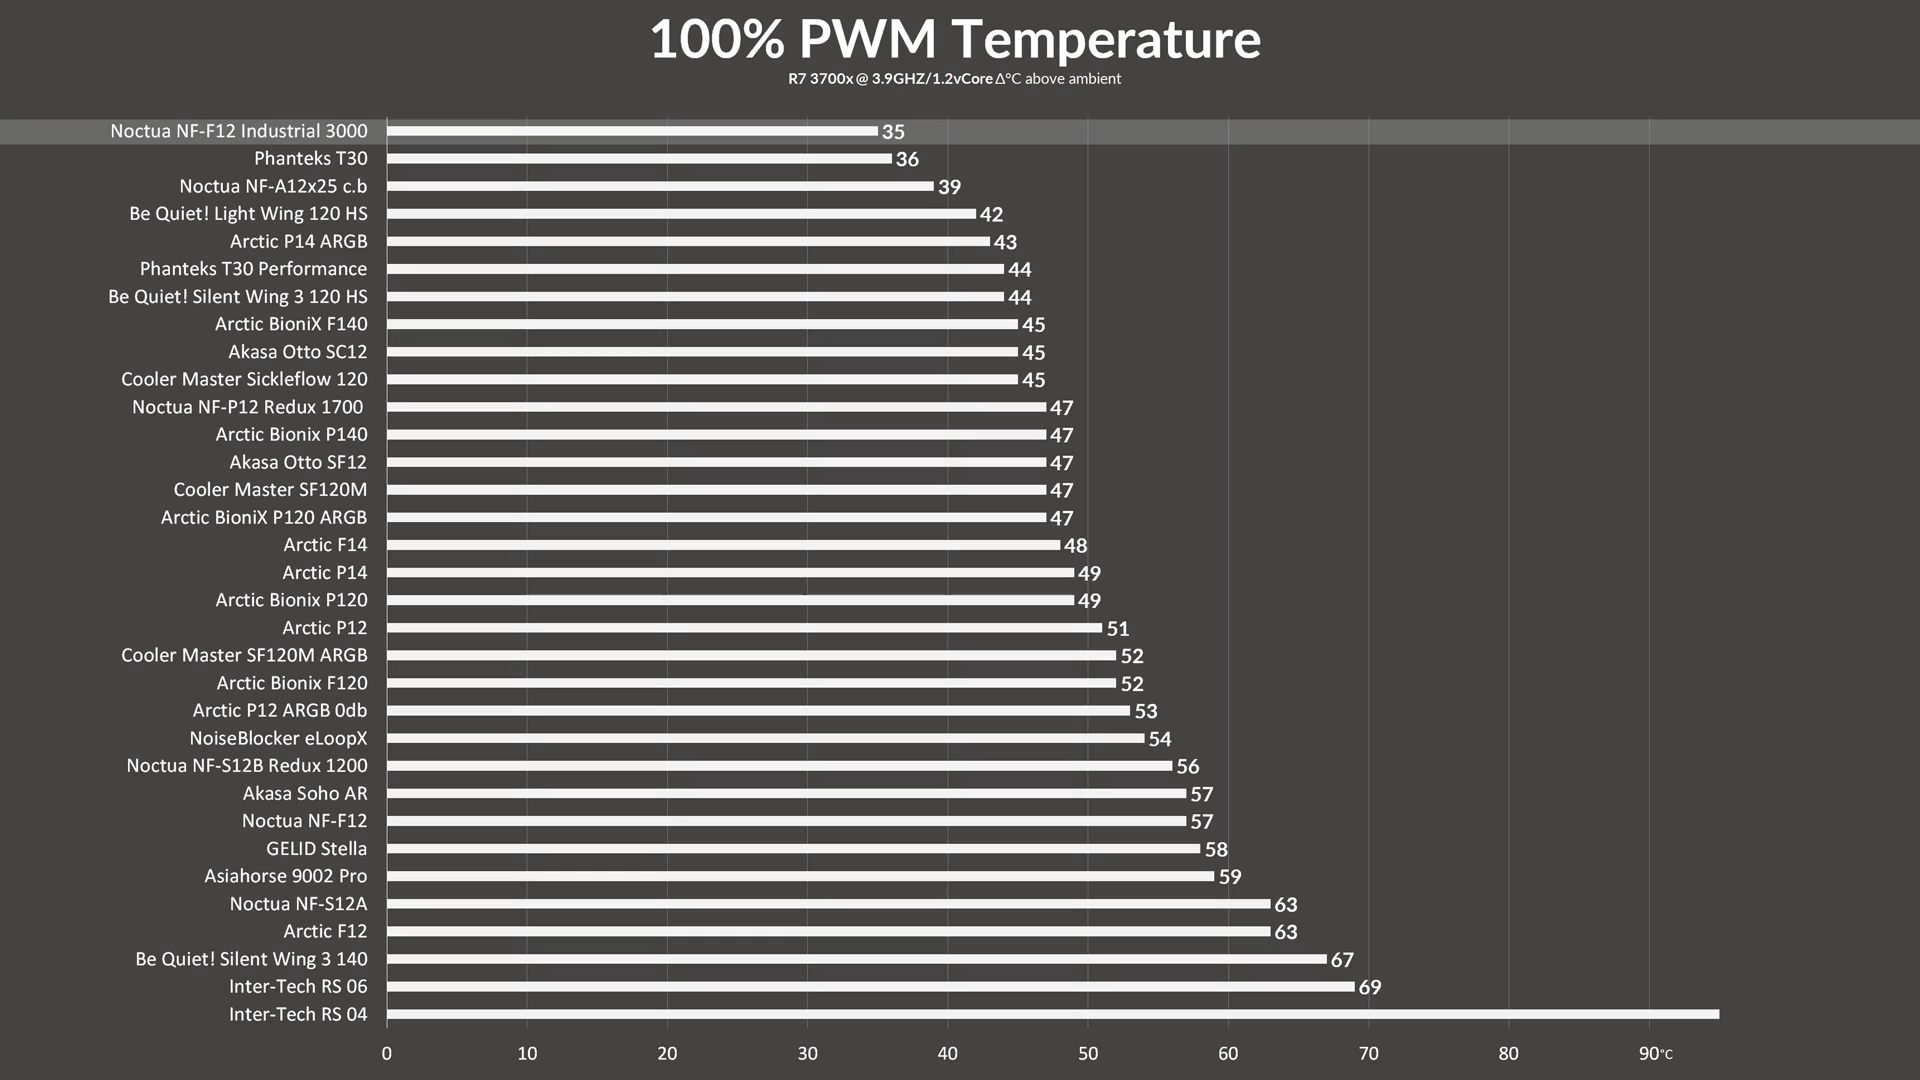 100% PWM Temperature
R7 3700x @ 3.9GHZ/1.2vCore Δ°C above ambient
Noctua NF-F12 Industrial 3000 35
Phanteks T30 36
Noctua NF-A12x25 c.b 39
Be Quiet! Light Wing 120 HS 42
Arctic P14 ARGB 43
Phanteks T30 Performance 44
Be Quiet! Silent Wing 3 120 HS 44
Arctic BioniX F140 45
Akasa Otto SC12 45
Cooler Master Sickleflow 120 45
Noctua NF-P12 Redux 1700 47
Arctic Bionix P140 47
Akasa Otto SF12 47
Cooler Master SF120M 47
Arctic BioniX P120 ARGB 47
Arctic F14 48
Arctic P14 49
Arctic Bionix P120 49
Arctic P12 51
Cooler Master SF120M ARGB 52
Arctic Bionix F120 52
Arctic P12 ARGB 0db 53
NoiseBlocker eLoopX 54
Noctua NF-S12B Redux 1200 56
Akasa Soho AR 57
Noctua NF-F12 57
GELID Stella 58
Asiahorse 9002 Pro 59
Noctua NF-S12A 63
Arctic F12 63
Be Quiet! Silent Wing 3 140 67
Inter-Tech RS 06 69
Inter-Tech RS 04
0 10 20 30 40 50 60 70 80 90°C